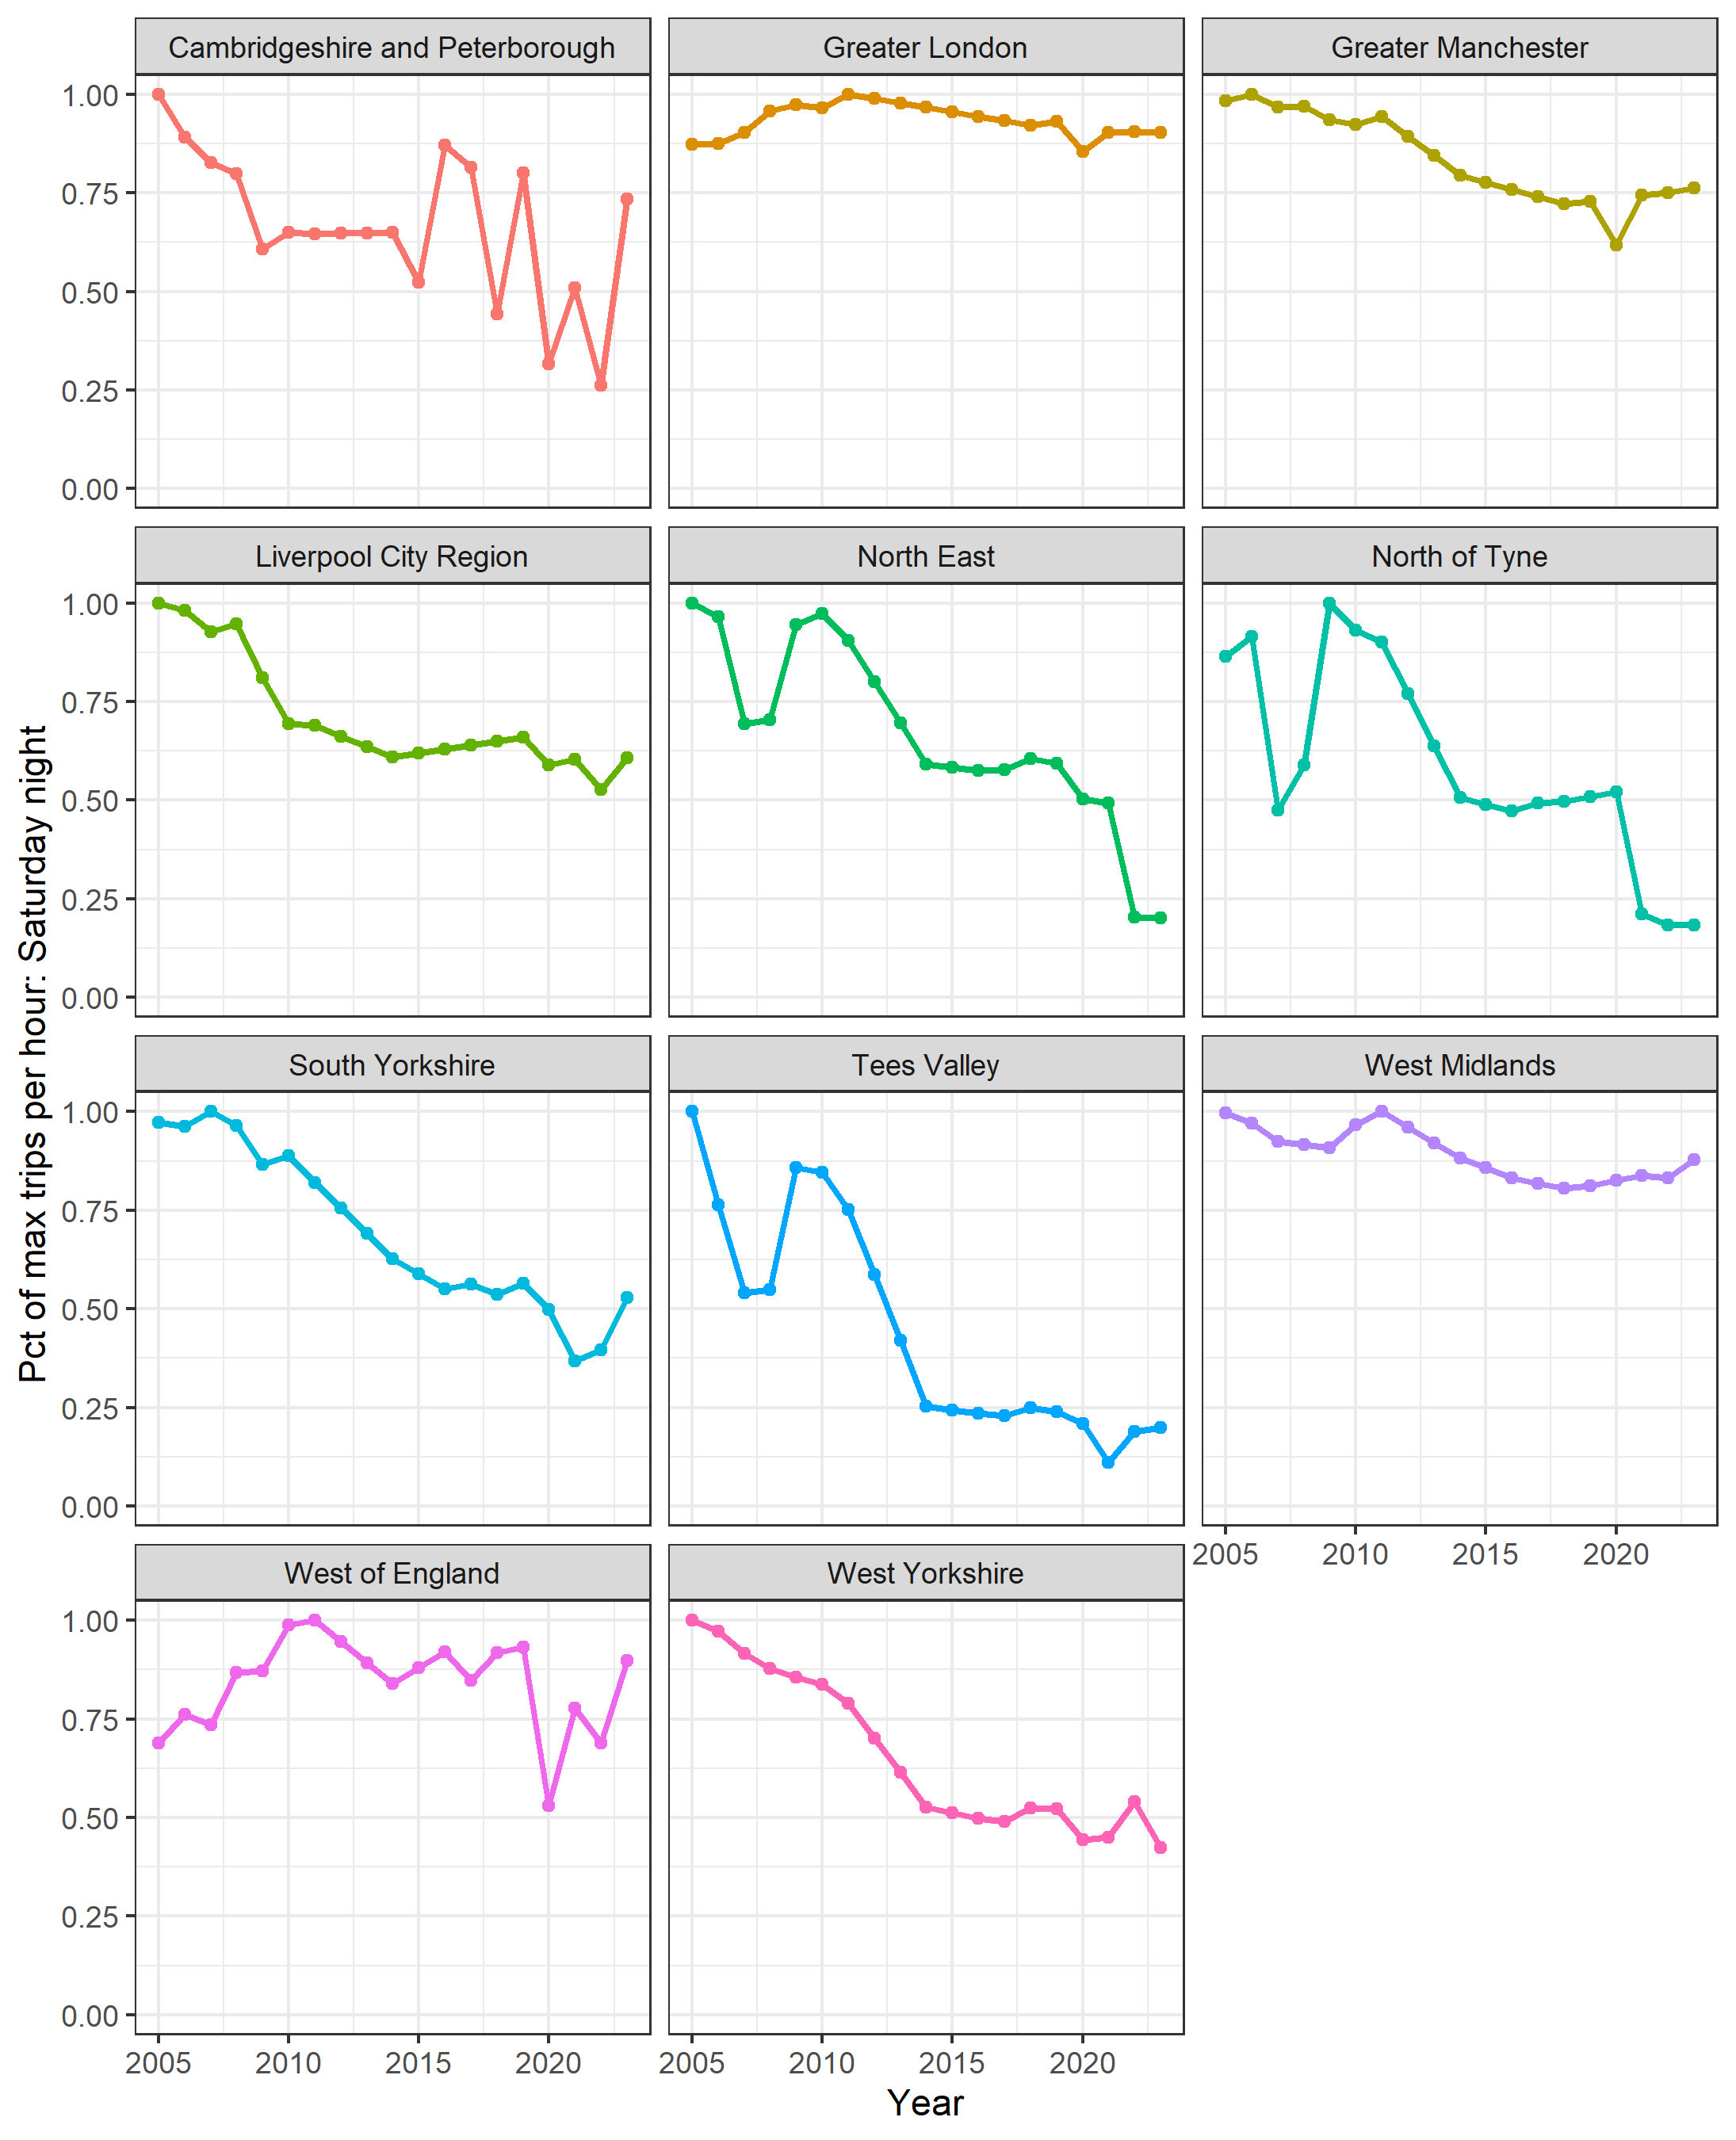 Cambridgeshire and Peterborough
Greater London
Greater Manchester
1.00
0.75
0.50
0.25
0.00
Liverpool City Region
North East
North of Tyne
1.00
0.75
0.50
0.25
0.00
South Yorkshire
Tees Valley
West Midlands
1.00
0.75
0.50
0.25
0.00
2005 2010 2015 2020
West of England
West Yorkshire
1.00
0.75
0.50
0.25
0.00
2005 2010 2015 2020
2005 2010 2015 2020
Year
Pct of max trips per hour: Saturday night